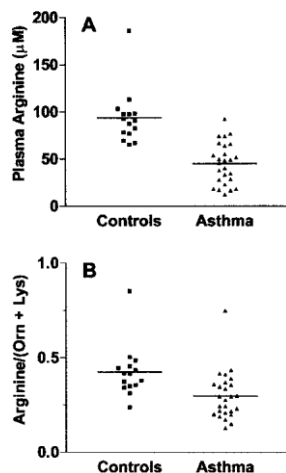 A
Plasma Arginine (μM)
200
150
100
50
0
Controls Asthma
B
Arginine/(Orn + Lys)
1.0
0.5
0.0
Controls Asthma